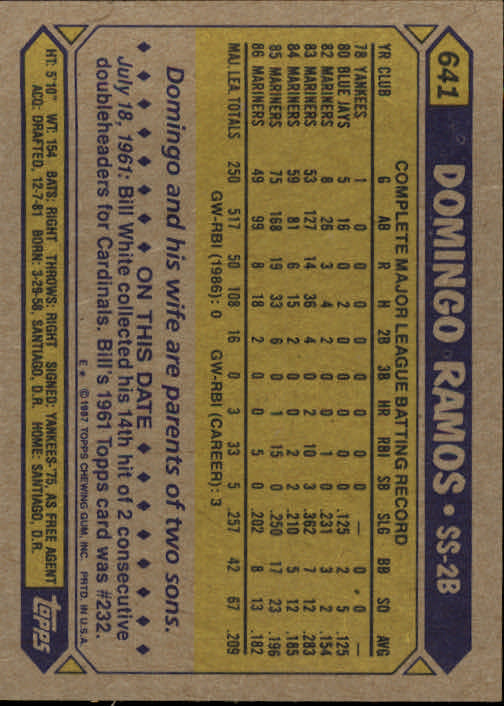 641 DOMINGO RAMOS • SS-2B
COMPLETE MAJOR LEAGUE BATTING RECORD
YR CLUB G AB R H 2B 3B HR RBI SB SLG BB SO AVG
78 YANKEES 1 0 0 0 0 0 0 0 0 — 0 0 —
80 BLUE JAYS 5 16 0 2 0 0 0 0 0 .125 2 5 .125
82 MARINERS 8 26 3 4 2 0 0 1 0 .231 3 2 .154
83 MARINERS 53 127 14 36 4 0 2 10 3 .362 7 12 .283
84 MARINERS 59 81 6 15 2 0 0 2 2 .210 5 12 .185
85 MARINERS 75 168 19 33 6 0 1 15 0 .250 17 23 .196
86 MARINERS 49 99 8 18 2 0 0 5 0 .202 8 13 .182
MAJ. LEA. TOTALS 250 517 50 108 16 0 3 33 5 .257 42 67 .209
GW-RBI (1986): 0 GW-RBI (CAREER): 3
Domingo and his wife are parents of two sons.
◆ ◆ ◆ ◆ ◆ ◆ ON THIS DATE ◆ ◆ ◆ ◆ ◆ ◆
July 18, 1961: Bill White collected his 14th hit of 2 consecutive
doubleheaders for Cardinals. Bill's 1961 Topps card was #232.
E* ©1987 TOPPS CHEWING GUM, INC. PRTD. IN U.S.A.
HT: 5'10" WT: 154 BATS: RIGHT THROWS: RIGHT SIGNED: YANKEES-'75, AS FREE AGENT
ACQ: DRAFTED, 12-7-81 BORN: 3-29-58, SANTIAGO, D.R. HOME: SANTIAGO, D.R.
topps